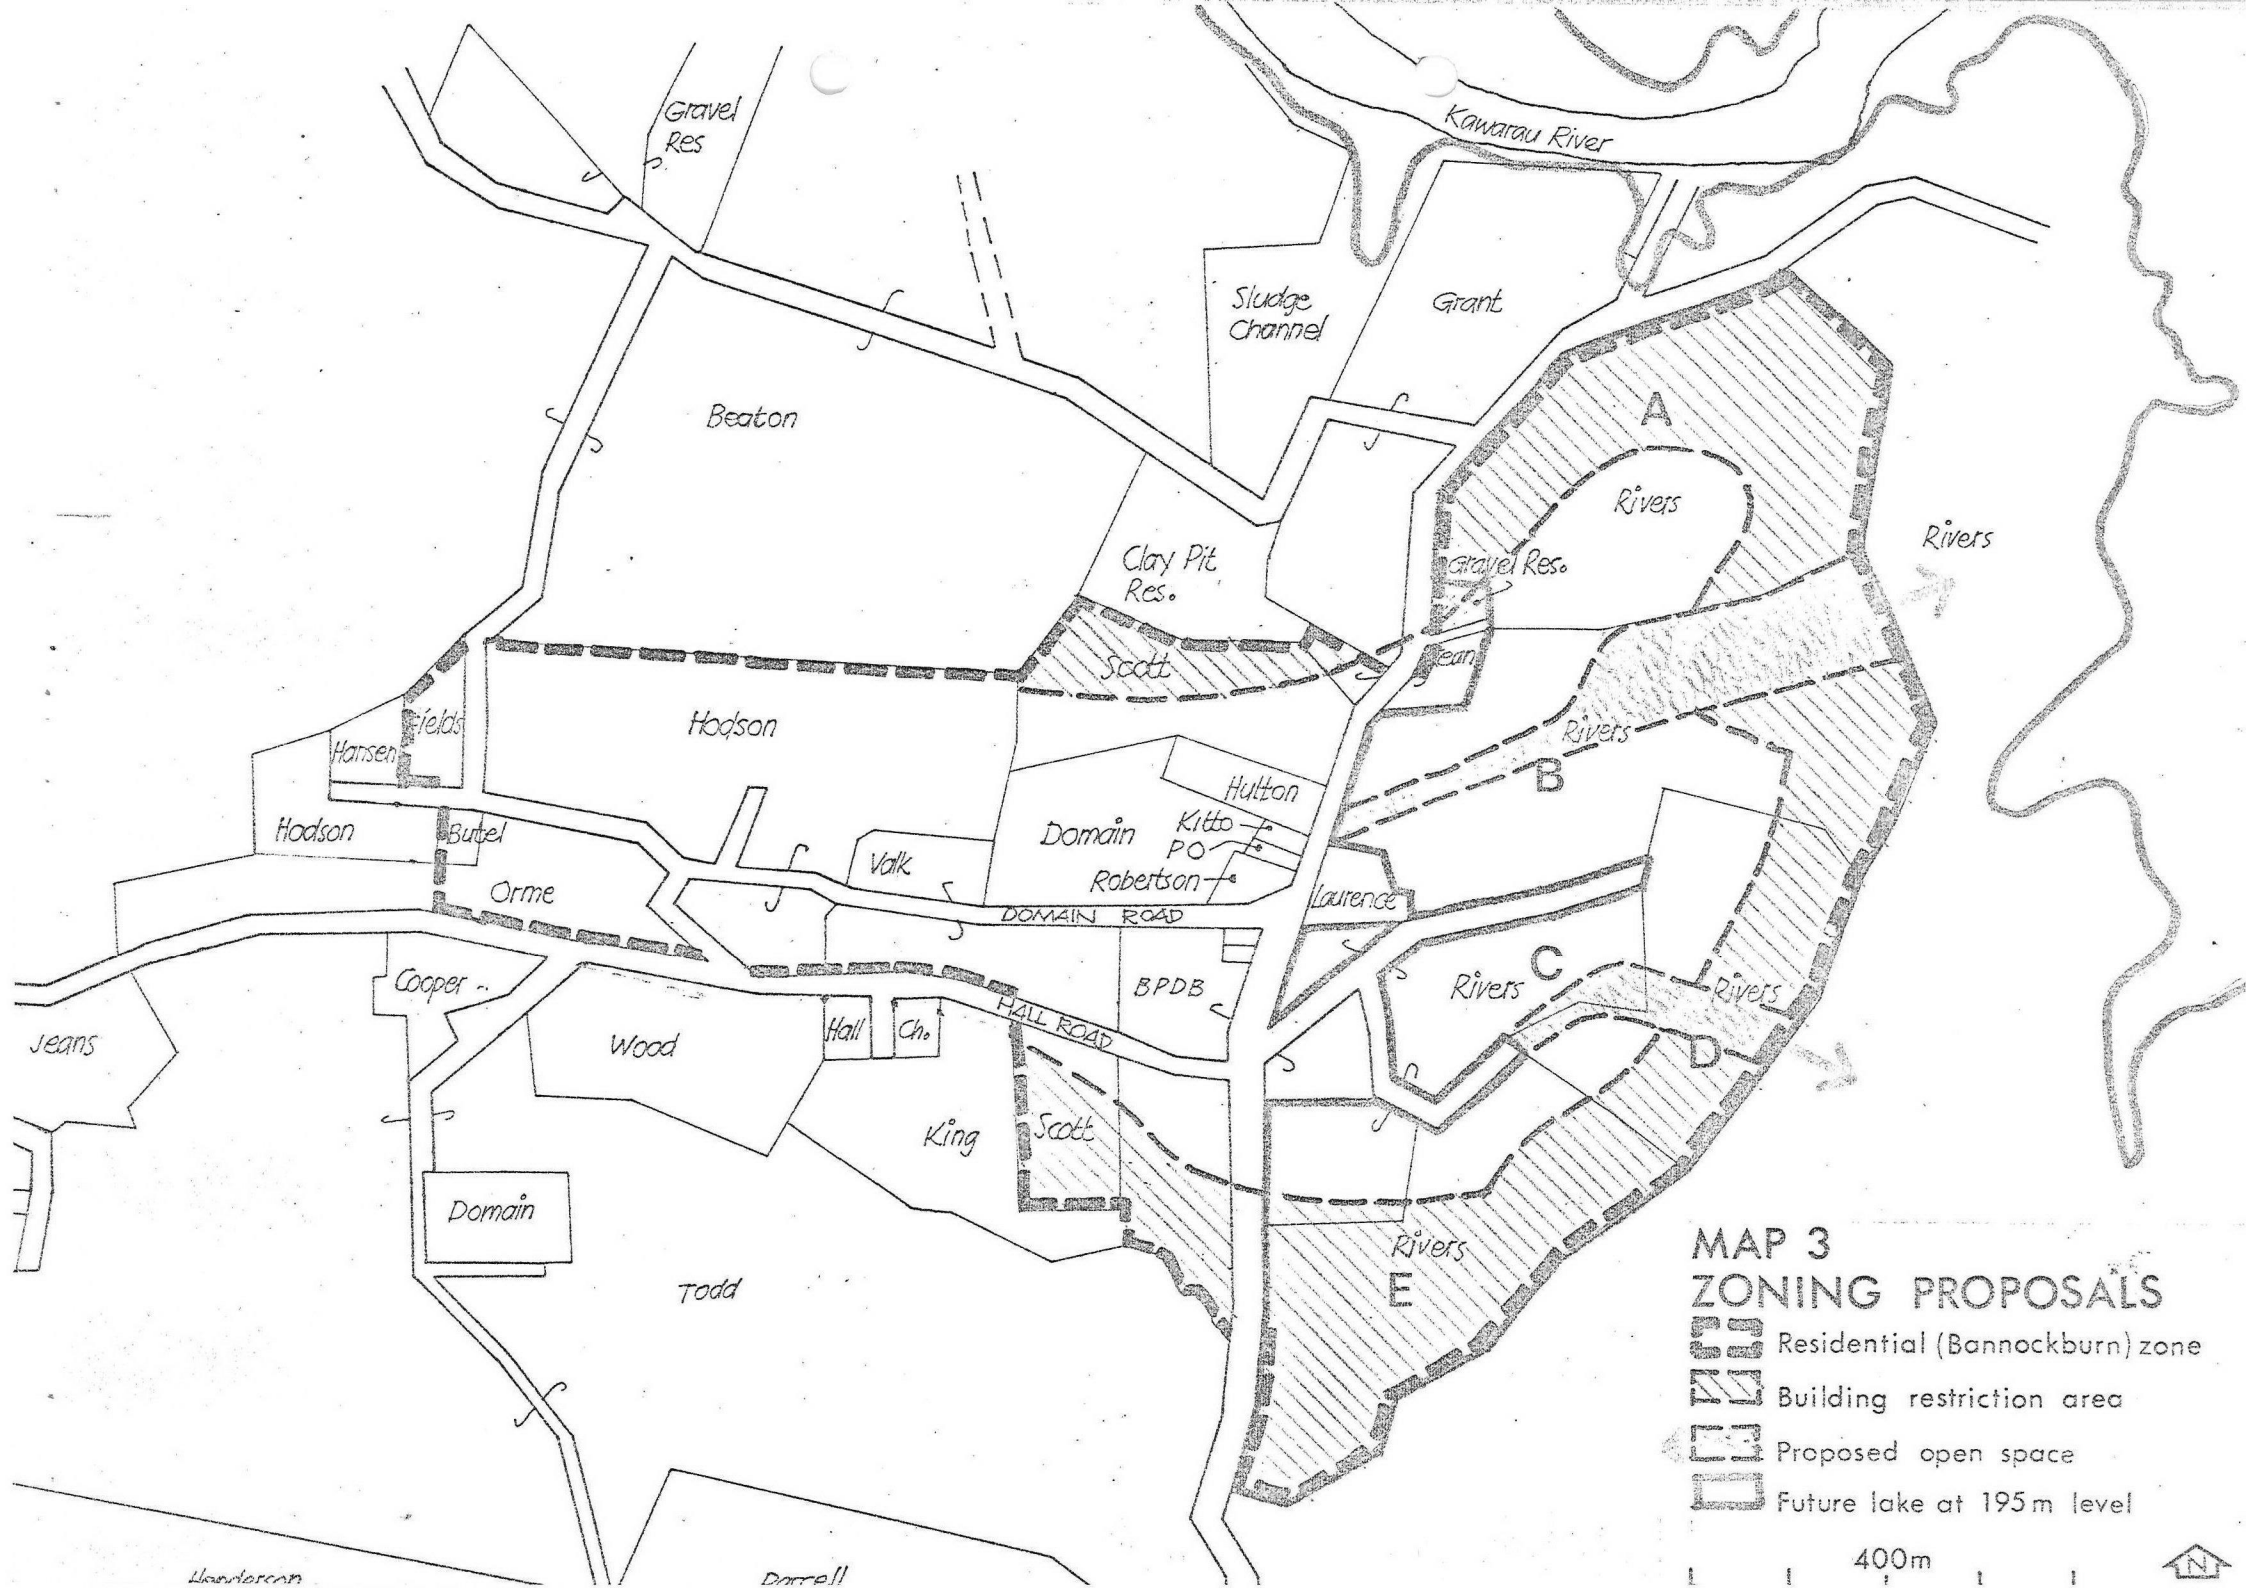 Gravel
Res
Kawarau River
Sludge
Channel
Grant
Beaton
A
Rivers
Rivers
Clay Pit
Res.
Gravel Res.
Scott
Fields
Hansen
Hodson
Rivers
B
Hulton
Hodson
Butel
Domain
Kitto
PO
Valk
Robertson
Laurence
Orme
DOMAIN ROAD
Cooper
BPDB
C
Rivers
Rivers
HALL ROAD
Jeans
Wood
Hall
Ch.
D
King
Scott
Domain
Rivers
E
Todd
MAP 3
ZONING PROPOSALS
Residential (Bannockburn) zone
Building restriction area
Proposed open space
Future lake at 195m level
400m
N